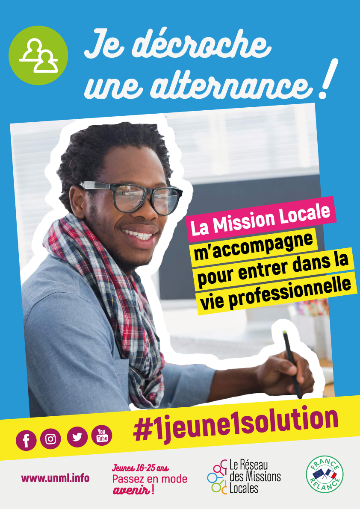 Je décroche
une alternance !
La Mission Locale
m'accompagne
pour entrer dans la
vie professionnelle
#1jeune1solution
www.unml.info
Jeunes 16-25 ans
Passez en mode
avenir !
Le Réseau
des Missions
Locales
FRANCE
RELANCE